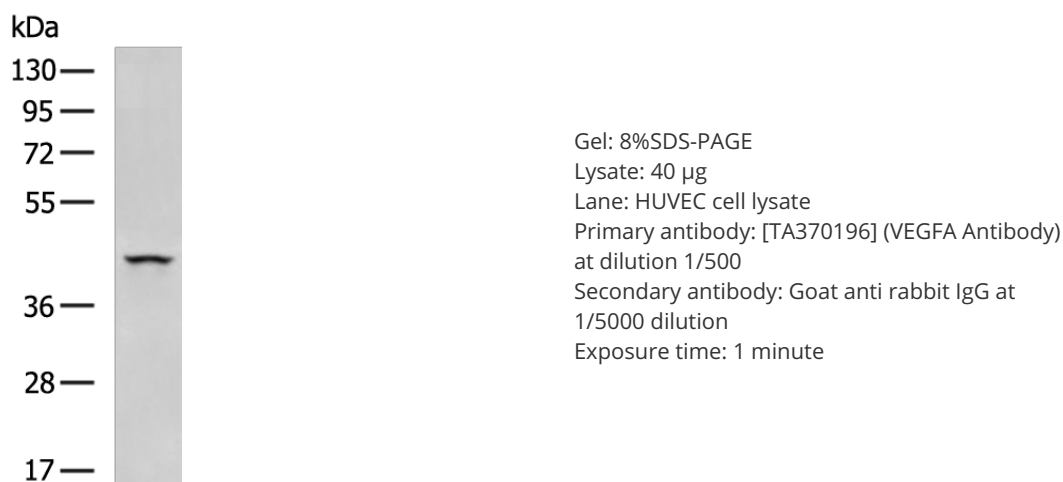 kDa
130
95
72
55
36
28
17
Gel: 8%SDS-PAGE
Lysate: 40 µg
Lane: HUVEC cell lysate
Primary antibody: [TA370196] (VEGFA Antibody)
at dilution 1/500
Secondary antibody: Goat anti rabbit IgG at
1/5000 dilution
Exposure time: 1 minute